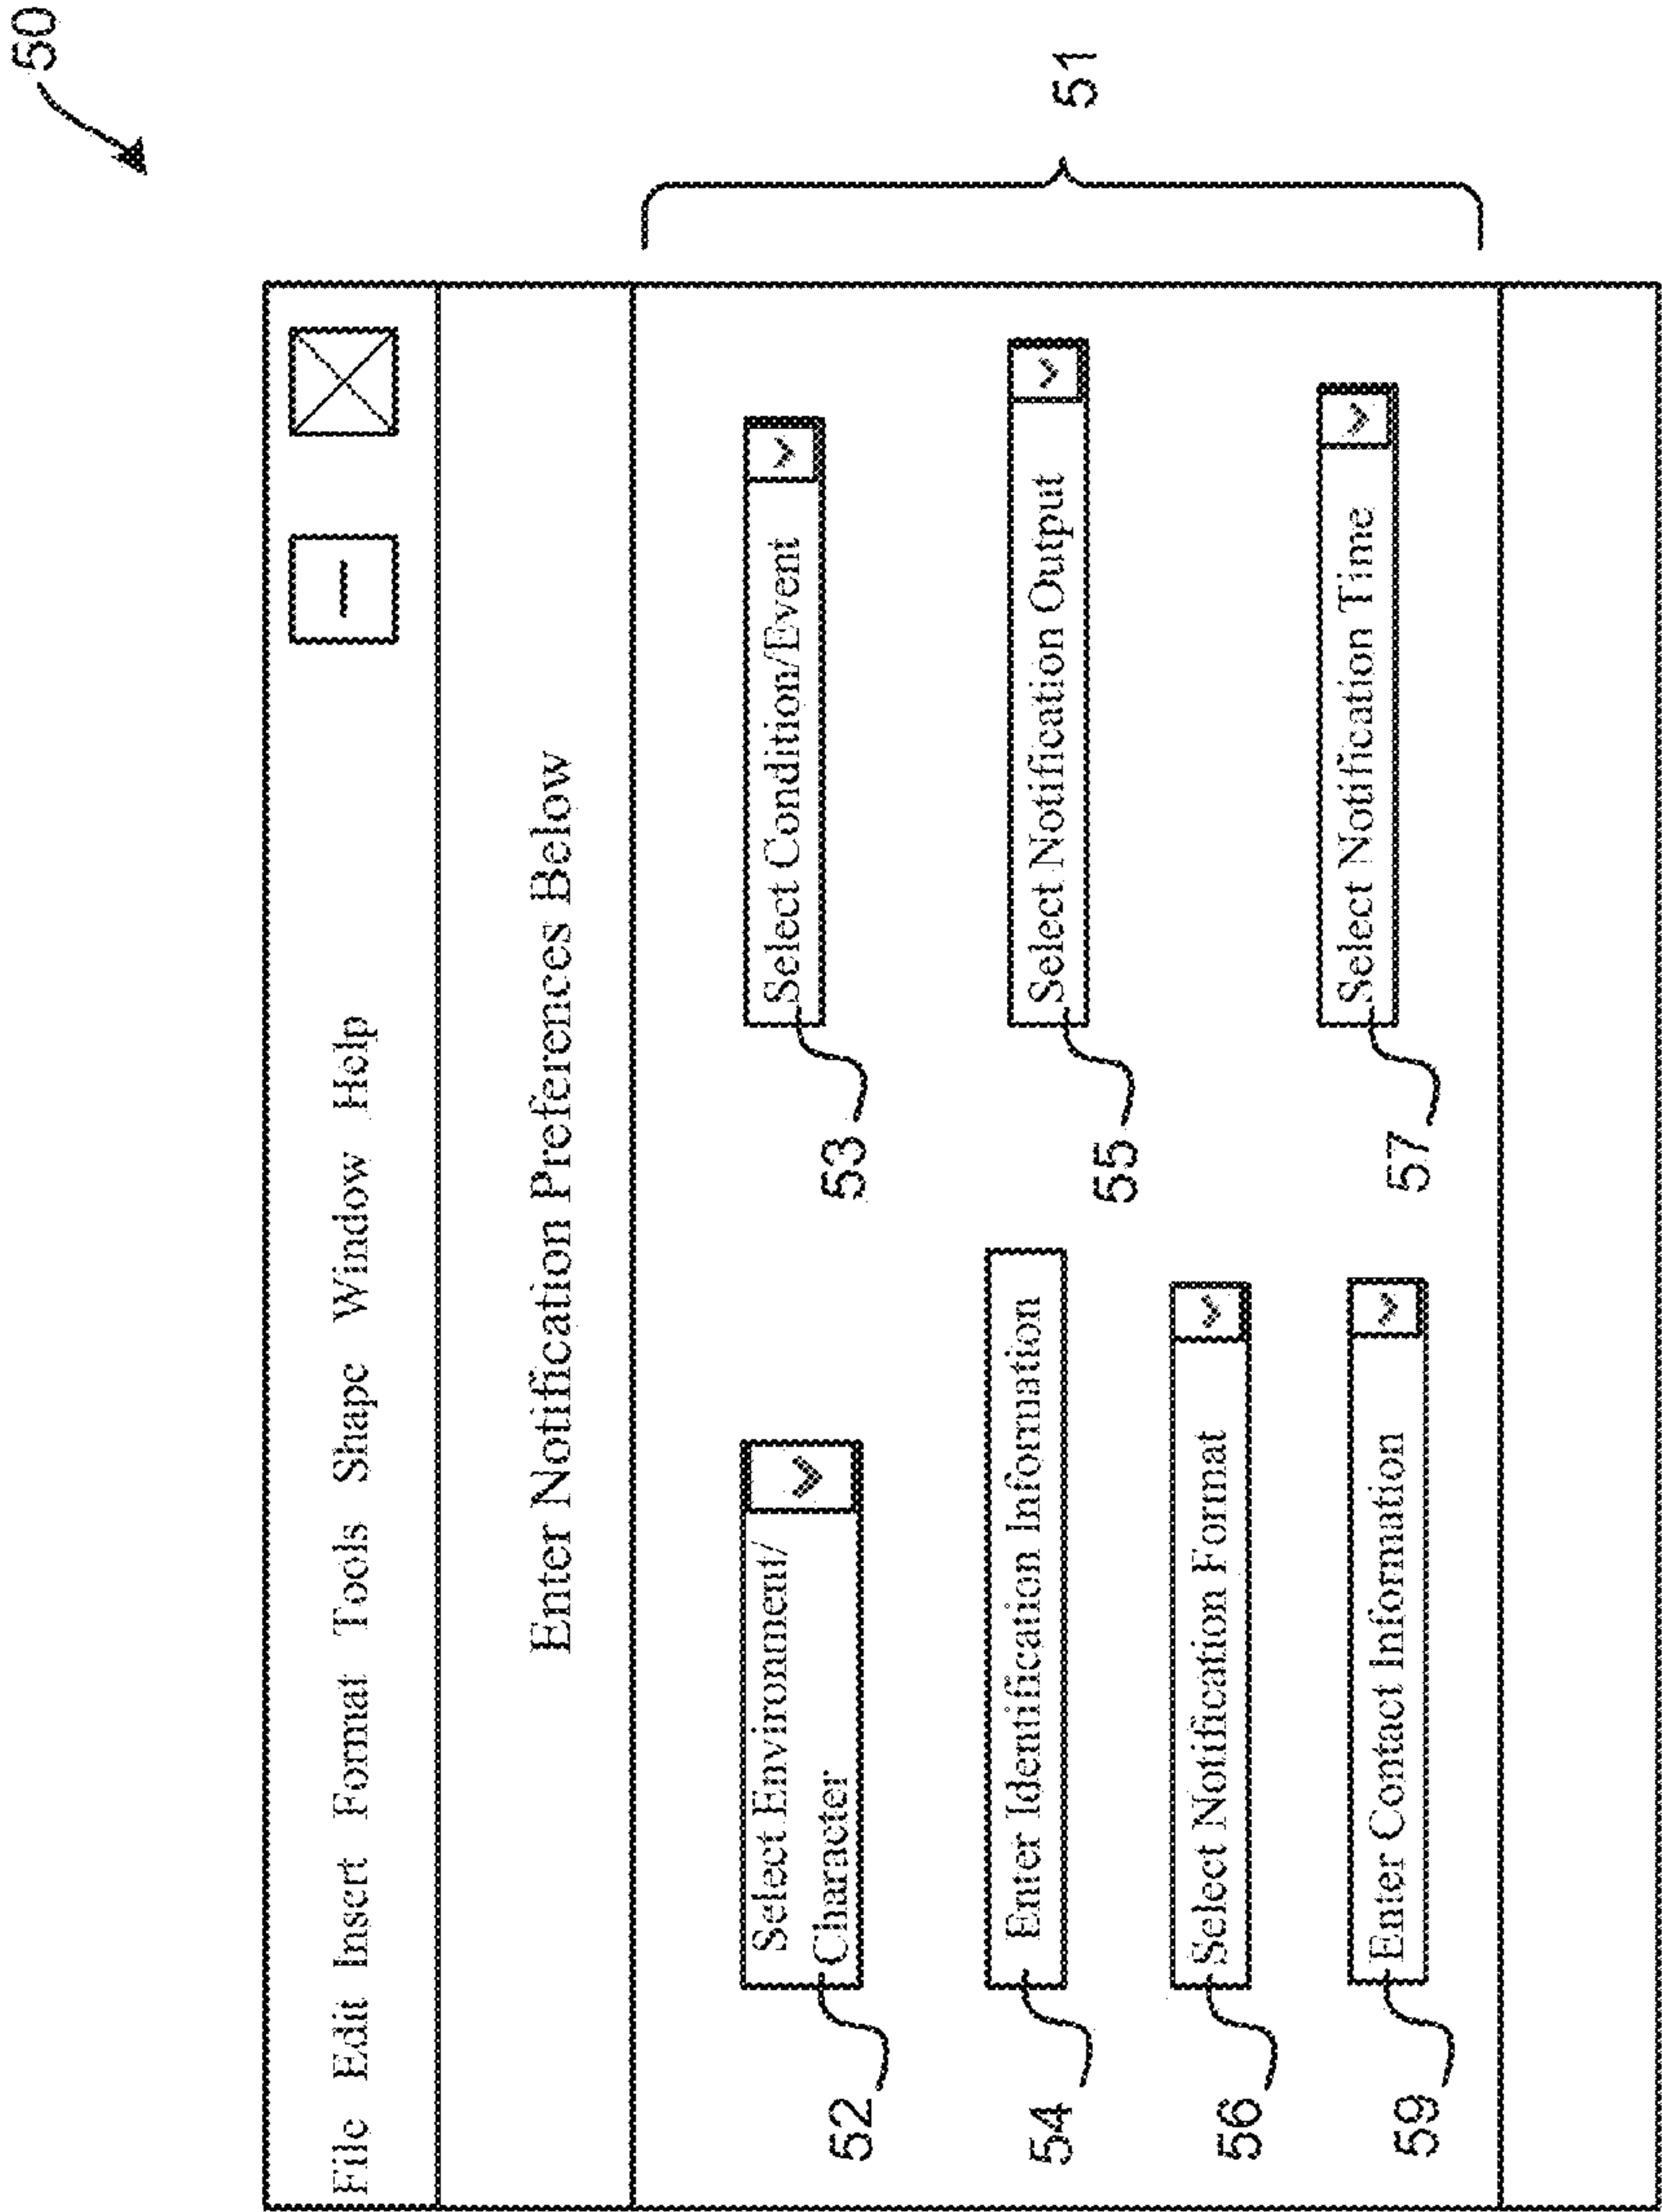 50
File Edit Insert Format Tools Shape Window Help
Enter Notification Preferences Below
51
Select Environment/
Character
52
Select Condition/Event
53
Enter Identification Information
54
Select Notification Output
55
Select Notification Format
56
Select Notification Time
57
Enter Contact Information
59